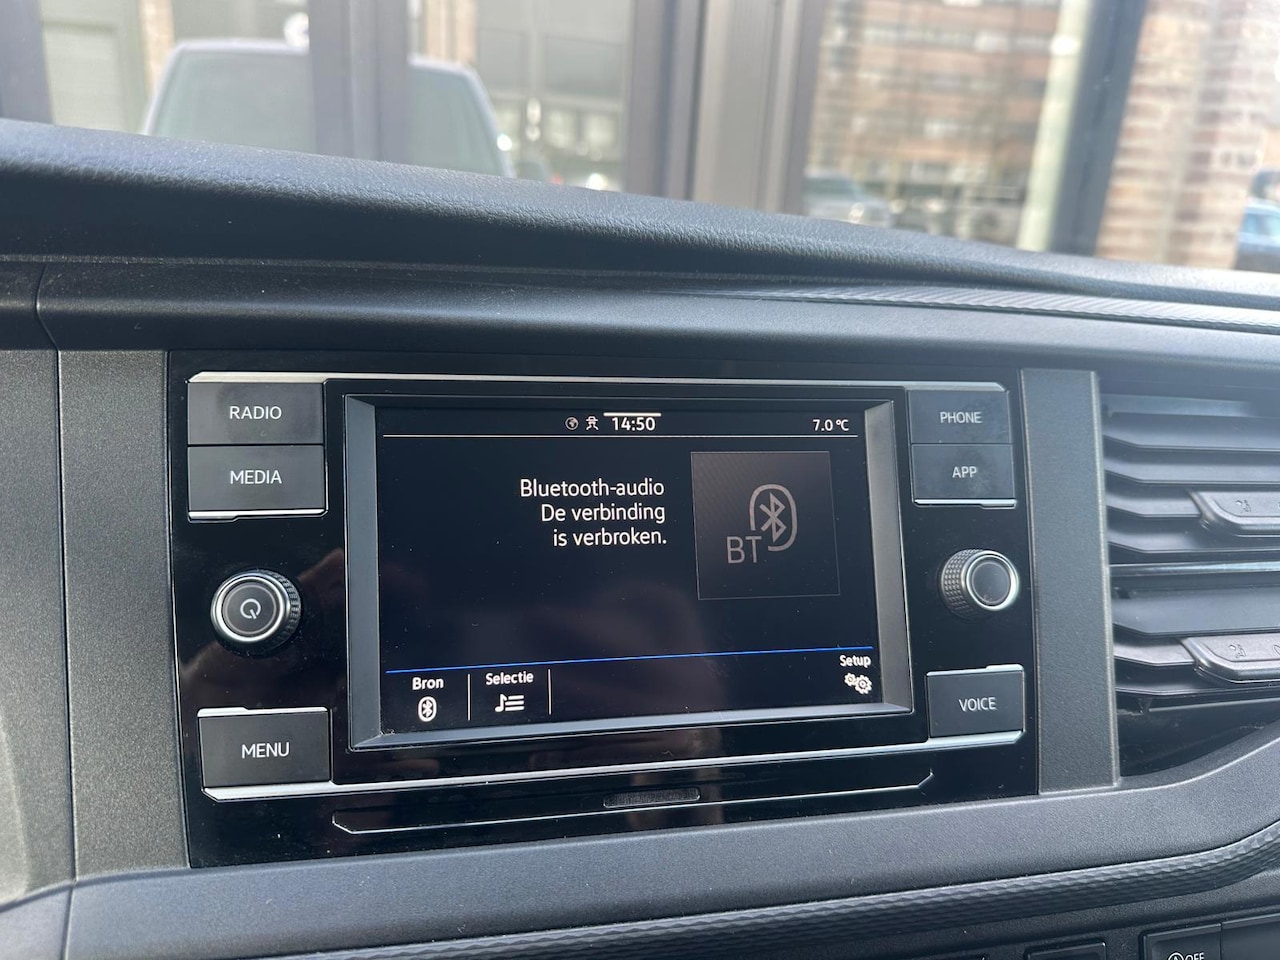 RADIO
MEDIA
MENU
14:50
7.0 °C
Bluetooth-audio
De verbinding
is verbroken.
BT
Bron
Selectie
Setup
PHONE
APP
VOICE
OFF